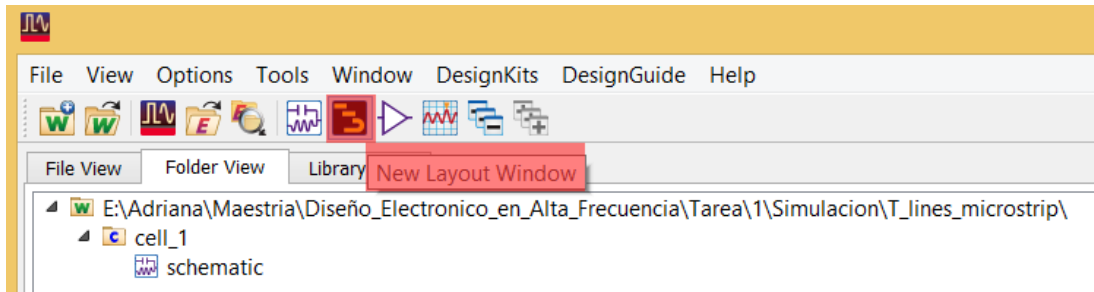 File View Options Tools Window DesignKits DesignGuide Help
File View Folder View Library
New Layout Window
E:\Adriana\Maestria\Diseño_Electronico_en_Alta_Frecuencia\Tarea\1\Simulacion\T_lines_microstrip\
cell_1
schematic